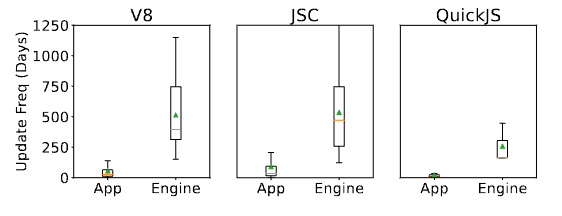 V8 JSC QuickJS
Update Freq (Days)
1250
1000
750
500
250
0
App Engine App Engine App Engine